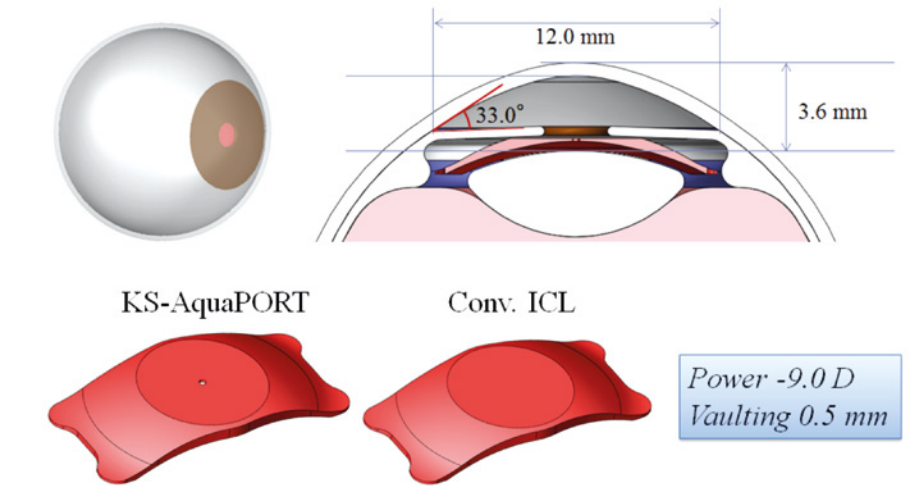 12.0 mm
33.0°
3.6 mm
KS-AquaPORT
Conv. ICL
Power -9.0 D
Vaulting 0.5 mm